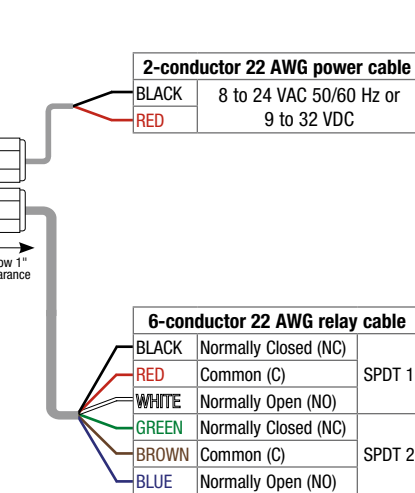 2-conductor 22 AWG power cable
BLACK 8 to 24 VAC 50/60 Hz or
RED 9 to 32 VDC
1"
6-conductor 22 AWG relay cable
BLACK Normally Closed (NC)
RED Common (C) SPDT 1
WHITE Normally Open (NO)
GREEN Normally Closed (NC)
BROWN Common (C) SPDT 2
BLUE Normally Open (NO)